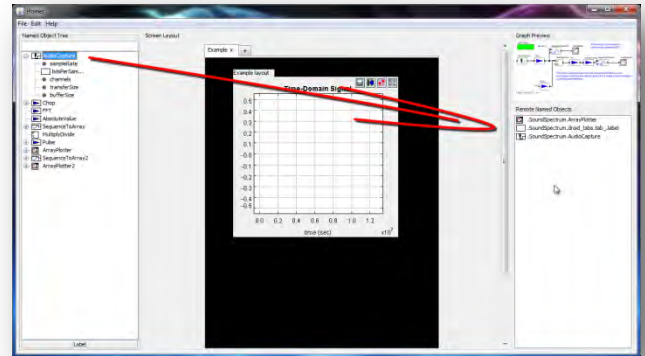 File Edit Help
Named Object Tree
Screen Layout
Graph Preview
AudioCapture
sampleRate
bitsPerSam...
channels
transferSize
bufferSize
Chop
FFT
AbsoluteValue
SequenceToArray
MultiplyDivide
Pulse
ArrayPlotter
SequenceToArray2
ArrayPlotter2
Label
Example x +
Example layout
Time-Domain Signal
0.5
0.4
0.3
0.2
0.1
0.0
-0.1
-0.2
-0.3
-0.4
-0.5
0.0 0.2 0.4 0.6 0.8 1.0 1.2
time (sec) x10
Remote Named Objects
.SoundSpectrum.ArrayPlotter
.SoundSpectrum.droid_tabs.tab_label
.SoundSpectrum.AudioCapture